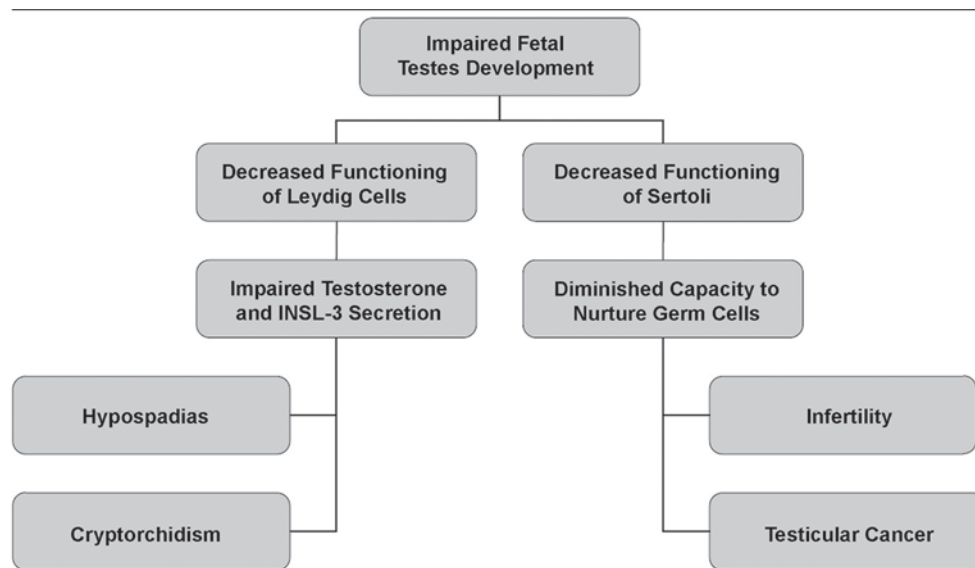 Impaired Fetal
Testes Development
Decreased Functioning
of Leydig Cells
Decreased Functioning
of Sertoli
Impaired Testosterone
and INSL-3 Secretion
Diminished Capacity to
Nurture Germ Cells
Hypospadias
Infertility
Cryptorchidism
Testicular Cancer